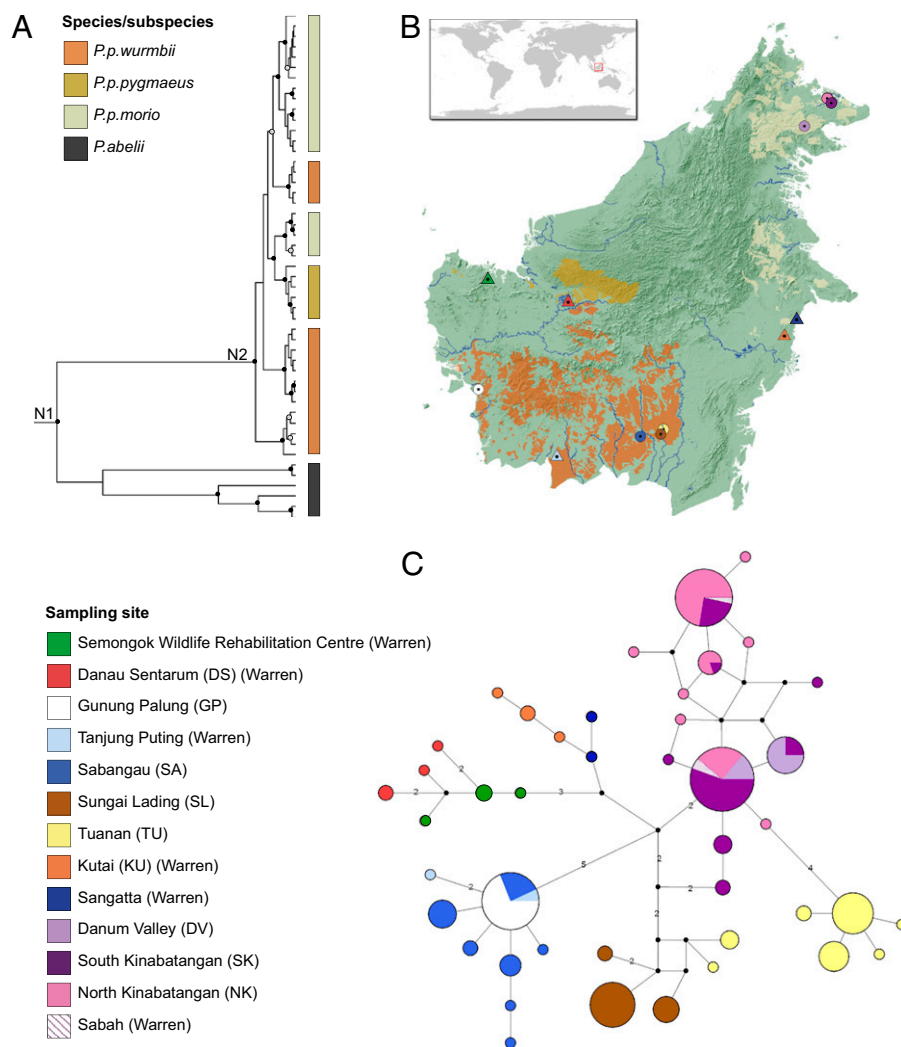 A
Species/subspecies
P.p.wurmbii
P.p.pygmaeus
P.p.morio
P.abelii
N2
N1
B
C
Sampling site
Semongok Wildlife Rehabilitation Centre (Warren)
Danau Sentarum (DS) (Warren)
Gunung Palung (GP)
Tanjung Puting (Warren)
Sabangau (SA)
Sungai Lading (SL)
Tuanan (TU)
Kutai (KU) (Warren)
Sangatta (Warren)
Danum Valley (DV)
South Kinabatangan (SK)
North Kinabatangan (NK)
Sabah (Warren)
2
2
3
2
5
2
2
2
2
2
4